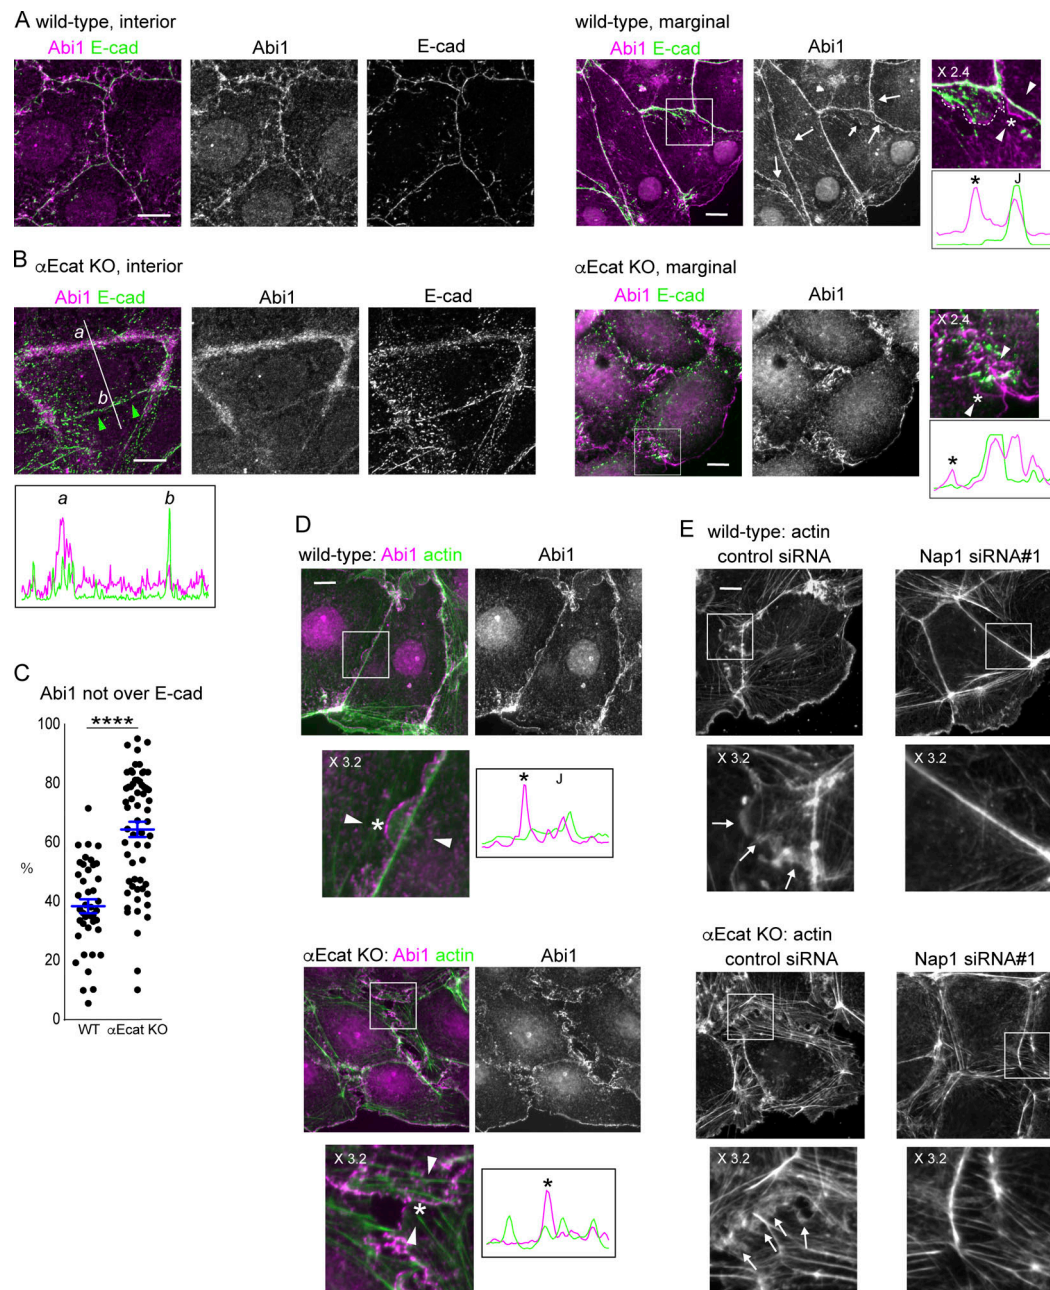 A wild-type, interior
Abi1 E-cad
Abi1
E-cad
wild-type, marginal
Abi1 E-cad
Abi1
X 2.4
*
* J
B αEcat KO, interior
Abi1 E-cad
Abi1
E-cad
a
b
a b
αEcat KO, marginal
Abi1 E-cad
Abi1
X 2.4
*
*
C
Abi1 not over E-cad
****
100
80
60
%
40
20
0
WT αEcat KO
D
wild-type: Abi1 actin
Abi1
X 3.2
*
* J
αEcat KO: Abi1 actin
Abi1
X 3.2
*
*
E wild-type: actin
control siRNA
Nap1 siRNA#1
X 3.2
X 3.2
αEcat KO: actin
control siRNA
Nap1 siRNA#1
X 3.2
X 3.2